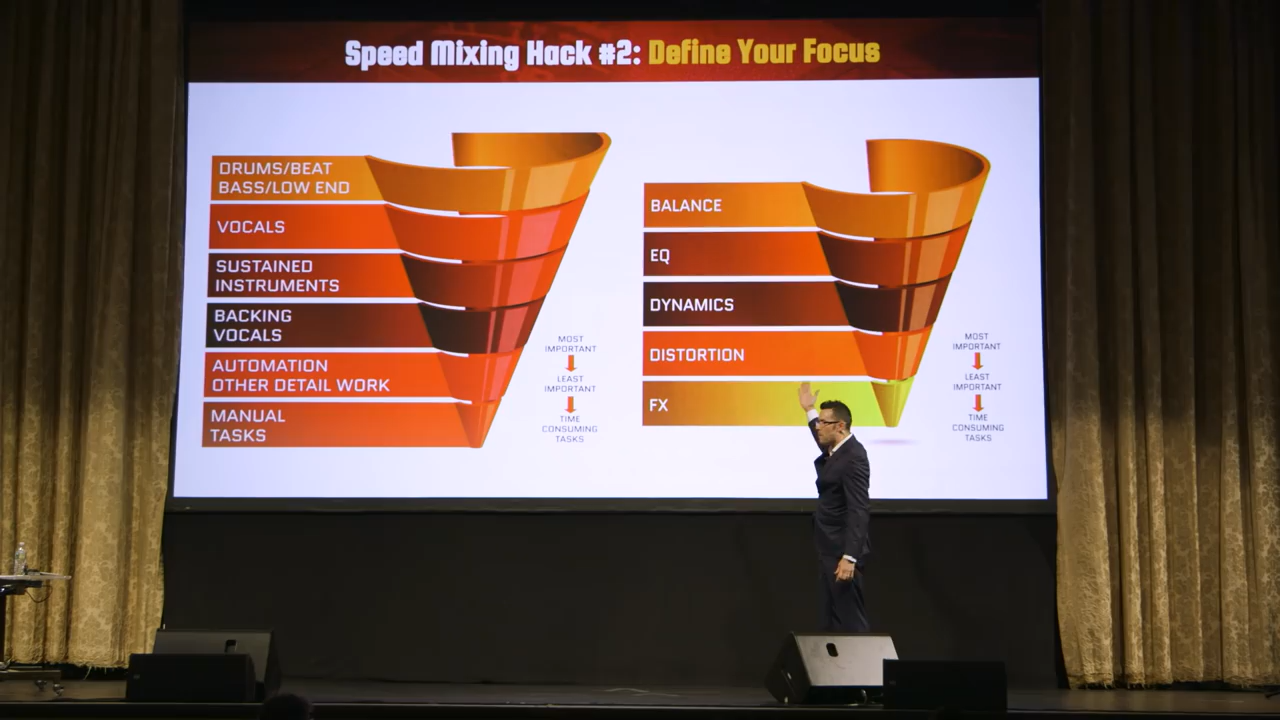 Speed Mixing Hack #2: Define Your Focus
DRUMS/BEAT
BASS/LOW END
VOCALS
SUSTAINED
INSTRUMENTS
BACKING
VOCALS
AUTOMATION
OTHER DETAIL WORK
MANUAL
TASKS
MOST
IMPORTANT
LEAST
IMPORTANT
TIME
CONSUMING
TASKS
BALANCE
EQ
DYNAMICS
DISTORTION
FX
MOST
IMPORTANT
LEAST
IMPORTANT
TIME
CONSUMING
TASKS